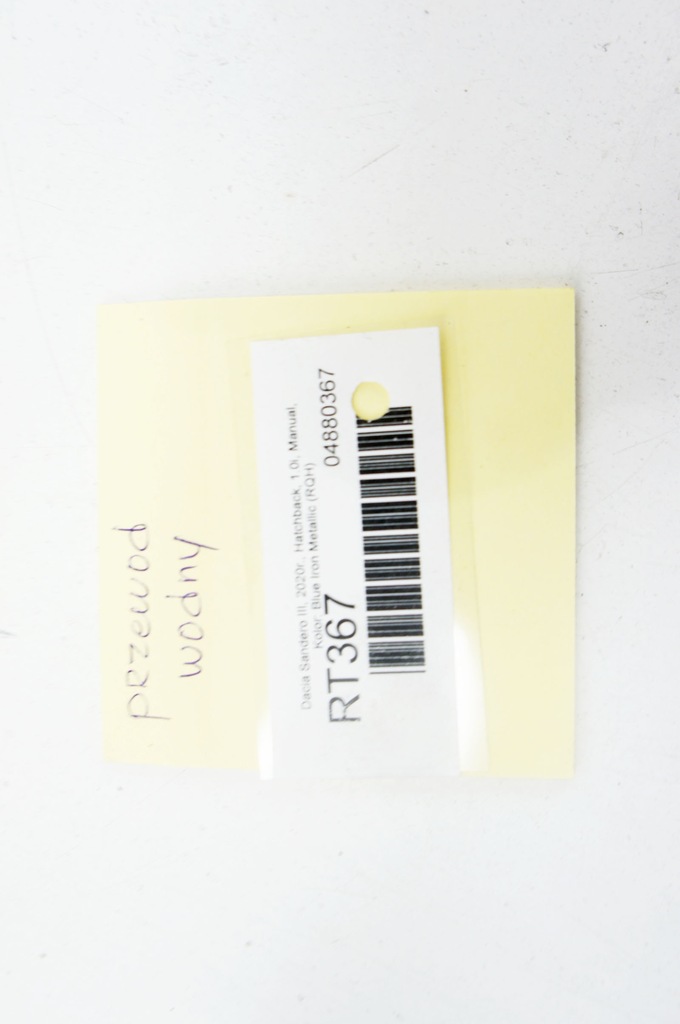 przewod
wodny
Dacia Sandero III, 2020r., Hatchback, 1.0i, Manual,
Kolor: Blue Iron Metallic (RQH)
RT367 04880367